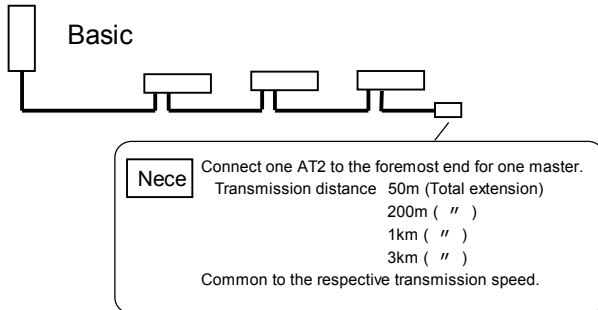 Basic
Nece
Connect one AT2 to the foremost end for one master.
Transmission distance 50m (Total extension)
200m ( 〃 )
1km ( 〃 )
3km ( 〃 )
Common to the respective transmission speed.